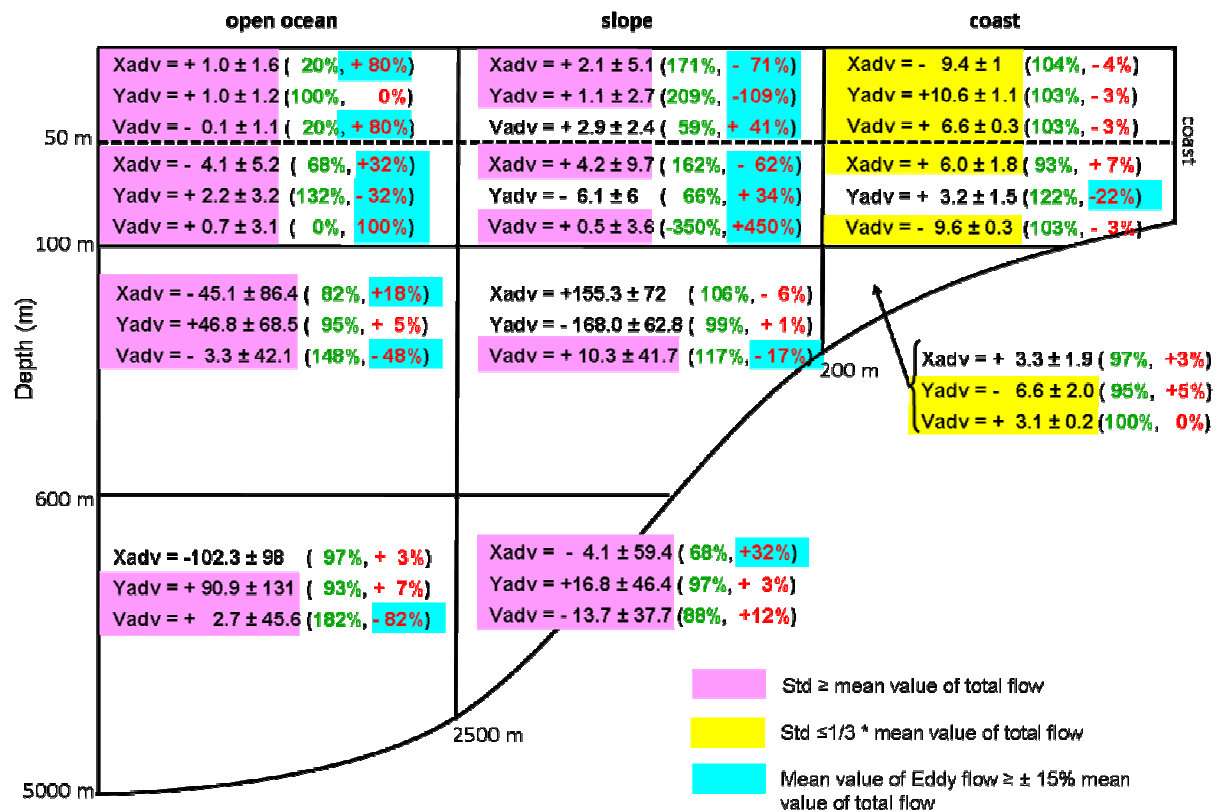 open ocean
slope
coast
Xadv = + 1.0 ± 1.6 ( 20%, + 80%)
Yadv = + 1.0 ± 1.2 (100%, 0%)
Vadv = - 0.1 ± 1.1 ( 20%, + 80%)
Xadv = + 2.1 ± 5.1 (171%, - 71%)
Yadv = + 1.1 ± 2.7 ( 209%, -109%)
Vadv = + 2.9 ± 2.4 ( 59%, + 41%)
Xadv = - 9.4 ± 1 (104%, - 4%)
Yadv = +10.6 ± 1.1 (103%, - 3%)
Vadv = + 6.6 ± 0.3 (103%, - 3%)
coast
50 m
Xadv = - 4.1 ± 5.2 ( 68%, +32%)
Yadv = + 2.2 ± 3.2 (132%, - 32%)
Vadv = + 0.7 ± 3.1 ( 0%, 100%)
Xadv = + 4.2 ± 9.7 ( 162%, - 62%)
Yadv = - 6.1 ± 6 ( 66%, + 34%)
Vadv = + 0.5 ± 3.6 (-350%, +450%)
Xadv = + 6.0 ± 1.8 ( 93%, + 7%)
Yadv = + 3.2 ± 1.5 (122%, -22%)
Vadv = - 9.6 ± 0.3 (103%, - 3%)
100 m
Depth (m)
Xadv = - 45.1 ± 86.4 ( 82%, +18%)
Yadv = +46.8 ± 68.5 ( 95%, + 5%)
Vadv = - 3.3 ± 42.1 ( 148%, - 48%)
Xadv = +155.3 ± 72 ( 106%, - 6%)
Yadv = - 168.0 ± 62.8 ( 99%, + 1%)
Vadv = + 10.3 ± 41.7 ( 117%, - 17%)
200 m
Xadv = + 3.3 ± 1.9 ( 97%, +3%)
Yadv = - 6.6 ± 2.0 ( 95%, +5%)
Vadv = + 3.1 ± 0.2 (100%, 0%)
600 m
Xadv = -102.3 ± 98 ( 97%, + 3%)
Yadv = + 90.9 ± 131 ( 93%, + 7%)
Vadv = + 2.7 ± 45.6 (182%, - 82%)
Xadv = - 4.1 ± 59.4 ( 68%, +32%)
Yadv = +16.8 ± 46.4 ( 97%, + 3%)
Vadv = - 13.7 ± 37.7 (88%, +12%)
2500 m
5000 m
Std ≥ mean value of total flow
Std ≤1/3 * mean value of total flow
Mean value of Eddy flow ≥ ± 15% mean
value of total flow